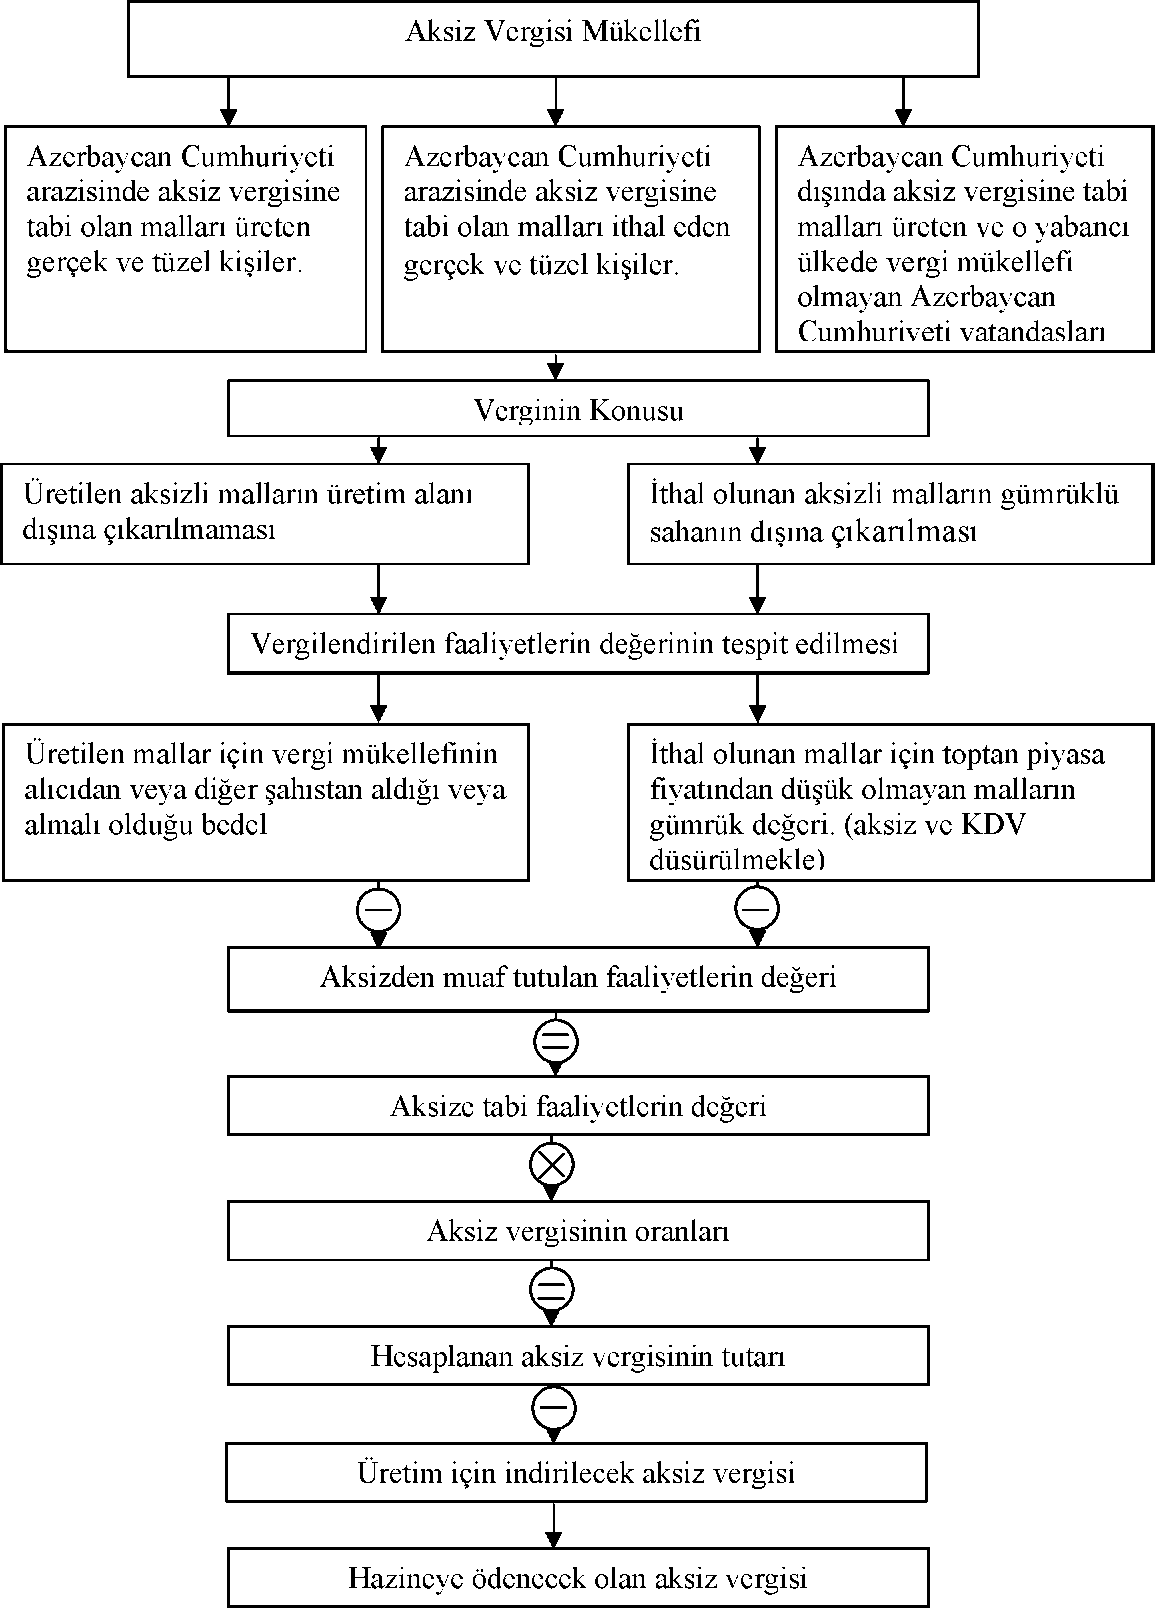 Aksiz Vergisi Mükellefi
Azerbaycan Cumhuriyeti
arazisinde aksiz vergisine
tabi olan malları üreten
gerçek ve tüzel kişiler.
Azerbaycan Cumhuriyeti
arazisinde aksiz vergisine
tabi olan malları ithal eden
gerçek ve tüzel kişiler.
Azerbaycan Cumhuriyeti
dışında aksiz vergisine tabi
malları üreten ve o yabancı
ülkede vergi mükellefi
olmayan Azerbaycan
Cumhuriyeti vatandaşları
Verginin Konusu
Üretilen aksizli malların üretim alanı
dışına çıkarılmaması
İthal olunan aksizli malların gümrüklü
sahanın dışına çıkarılması
Vergilendirilen faaliyetlerin değerinin tespit edilmesi
Üretilen mallar için vergi mükellefinin
alıcıdan veya diğer şahıstan aldığı veya
almalı olduğu bedel
İthal olunan mallar için toptan piyasa
fiyatından düşük olmayan malların
gümrük değeri. (aksiz ve KDV
düşürülmekle)
Aksizden muaf tutulan faaliyetlerin değeri
Aksize tabi faaliyetlerin değeri
Aksiz vergisinin oranları
Hesaplanan aksiz vergisinin tutarı
Üretim için indirilecek aksiz vergisi
Hazineye ödenecek olan aksiz vergisi